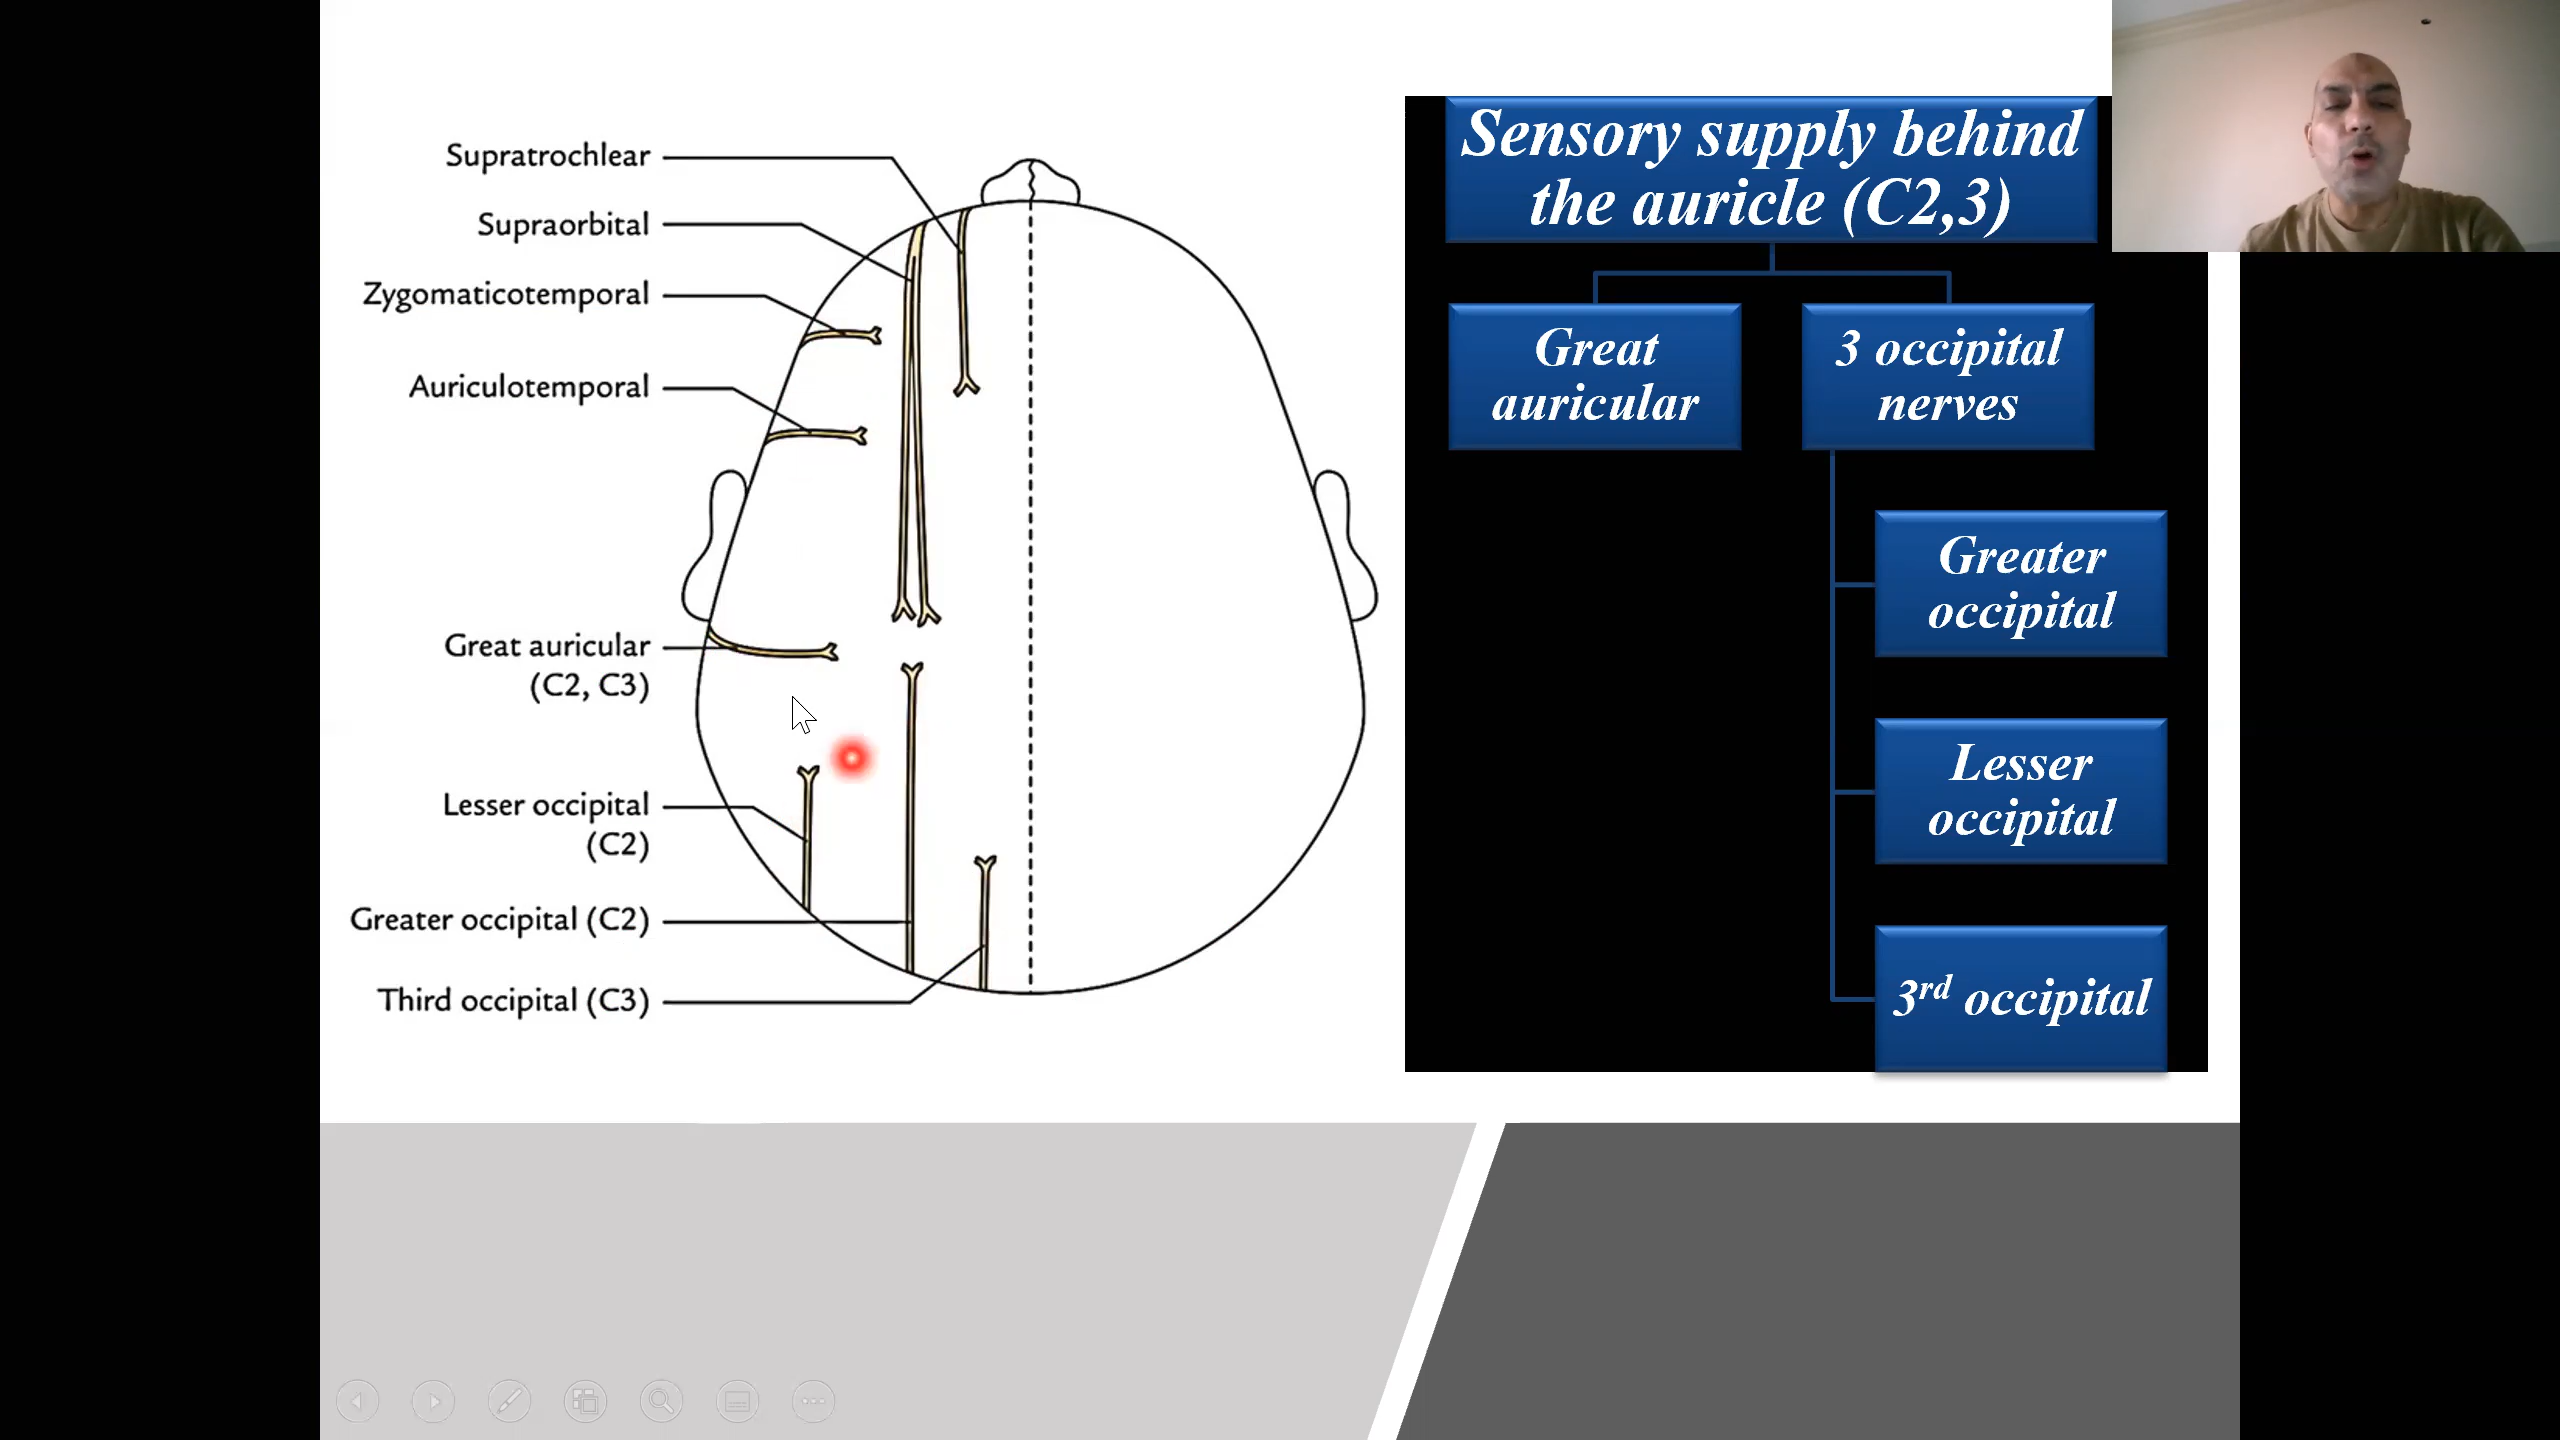 Supratrochlear
Supraorbital
Zygomaticotemporal
Auriculotemporal
Great auricular
(C2, C3)
Lesser occipital
(C2)
Greater occipital (C2)
Third occipital (C3)
Sensory supply behind
the auricle (C2,3)
Great
auricular
3 occipital
nerves
Greater
occipital
Lesser
occipital
3rd occipital